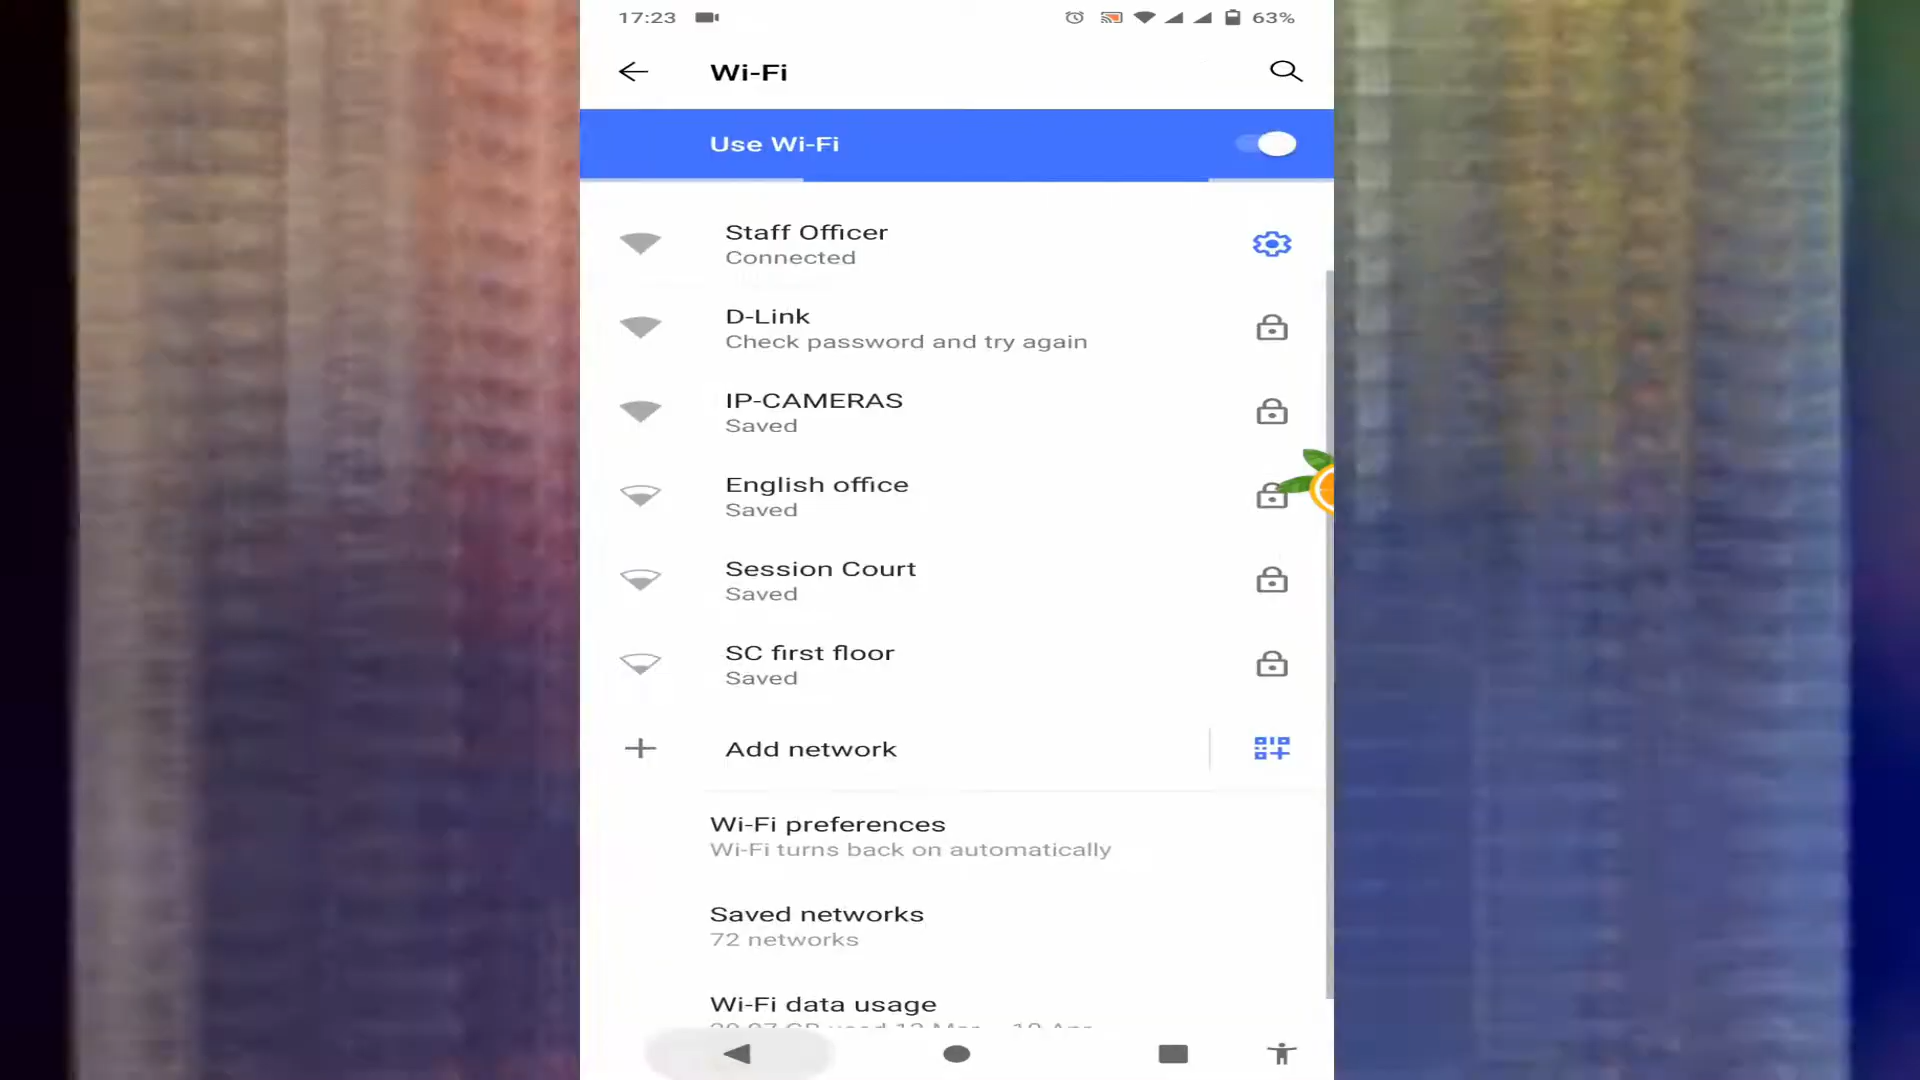 17:23
63%
Wi-Fi
Use Wi-Fi
Staff Officer
Connected
D-Link
Check password and try again
IP-CAMERAS
Saved
English office
Saved
Session Court
Saved
SC first floor
Saved
Add network
Wi-Fi preferences
Wi-Fi turns back on automatically
Saved networks
72 networks
Wi-Fi data usage